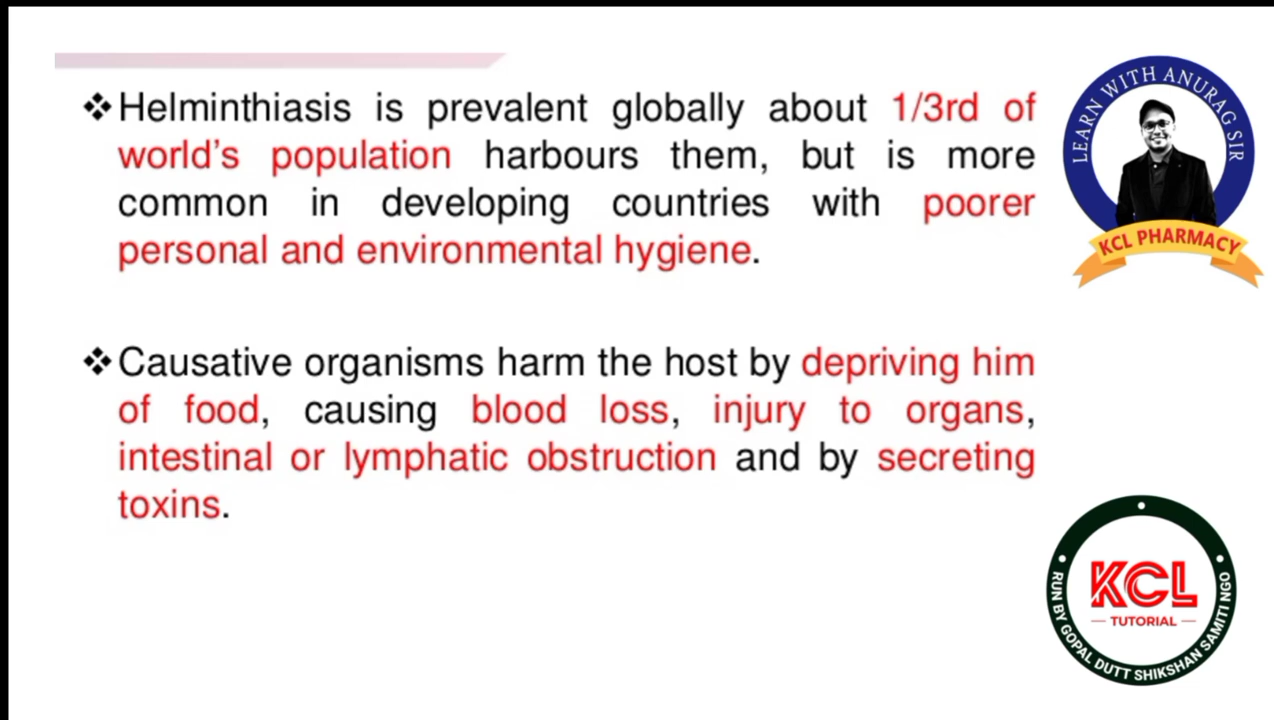 ❖Helminthiasis is prevalent globally about 1/3rd of
world's population harbours them, but is more
common in developing countries with poorer
personal and environmental hygiene.
❖Causative organisms harm the host by depriving him
of food, causing blood loss, injury to organs,
intestinal or lymphatic obstruction and by secreting
toxins.
LEARN WITH ANURAG SIR
KCL PHARMACY
KCL
TUTORIAL
RUN BY GOPAL DUTT SHIKSHAN SAMITI NGO